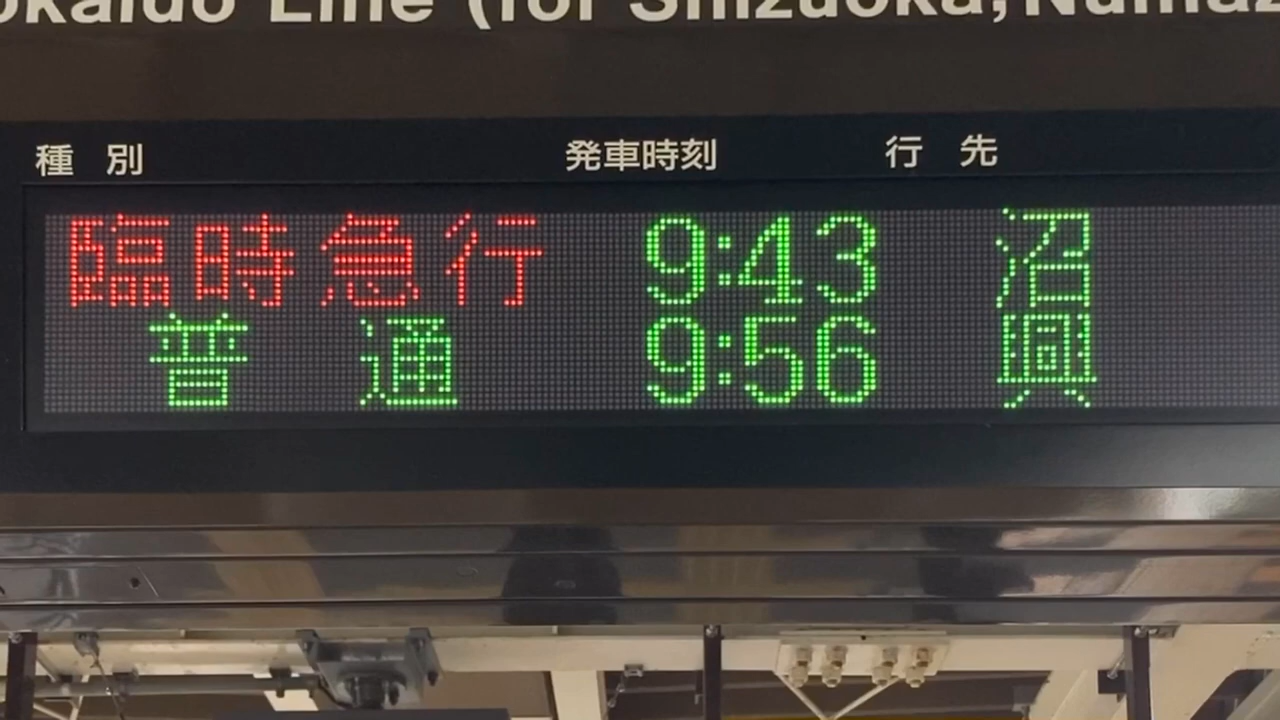 okaido Line (for Shizuoka, Numaz
種別 発車時刻 行先
臨時急行 9:43 沼
普通 9:56 興